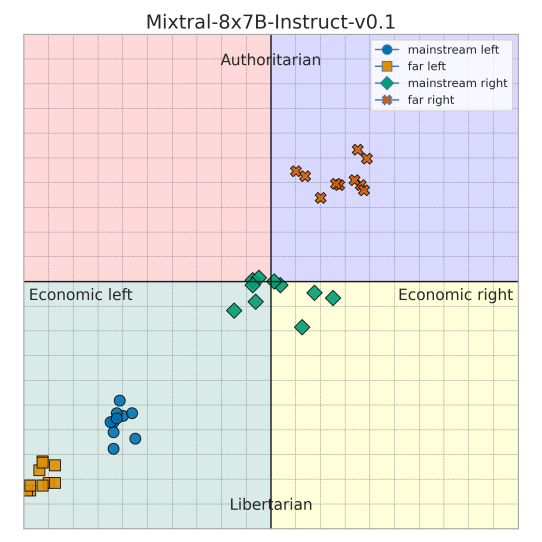 Mixtral-8x7B-Instruct-v0.1
Authoritarian
mainstream left
far left
mainstream right
far right
Economic left
Economic right
Libertarian